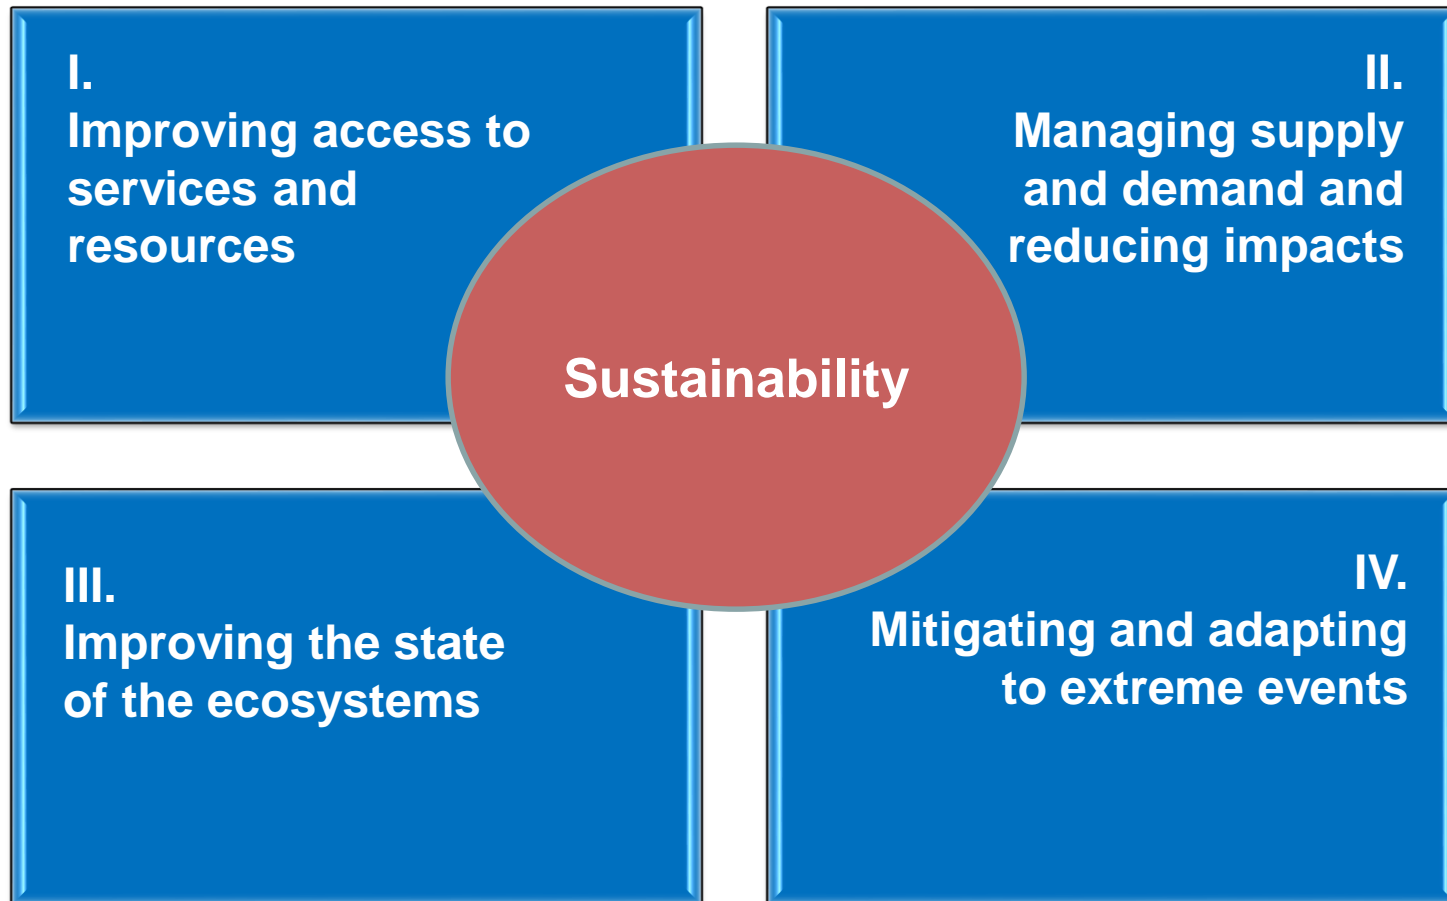 I.
Improving access to
services and
resources
II.
Managing supply
and demand and
reducing impacts
Sustainability
III.
Improving the state
of the ecosystems
IV.
Mitigating and adapting
to extreme events